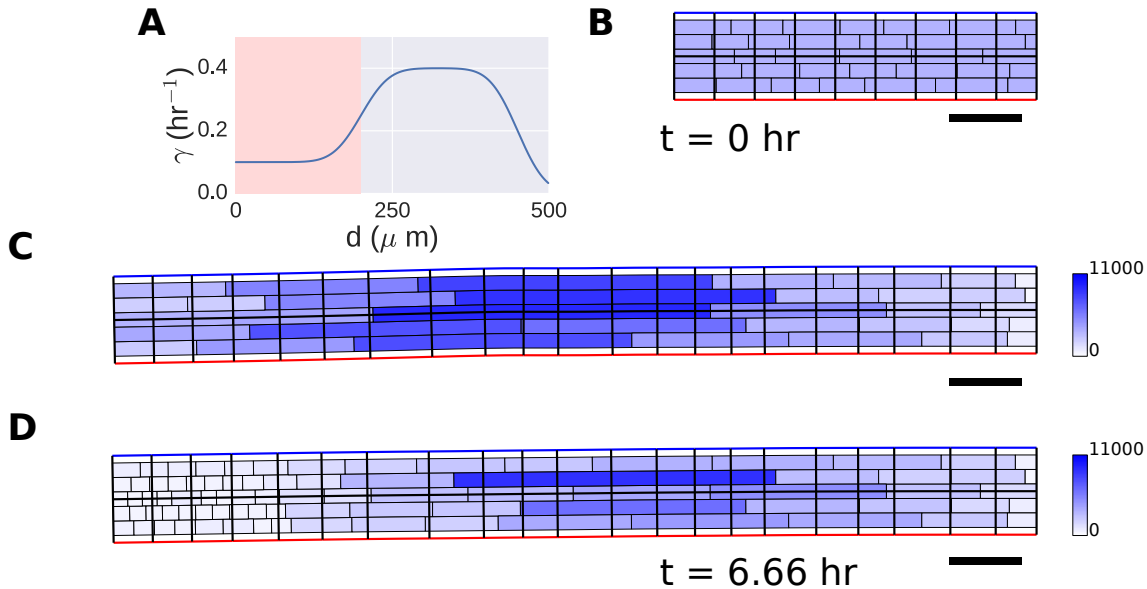 A
γ (hr⁻¹)
0.4
0.2
0.0
0
250
500
d (μ m)
B
t = 0 hr
C
11000
0
D
11000
0
t = 6.66 hr